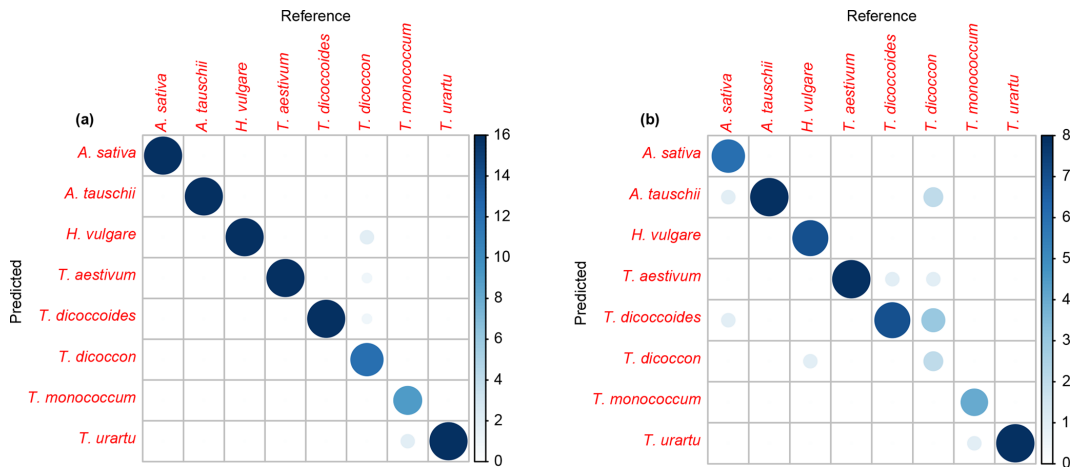 Reference
A. sativa
A. tauschii
H. vulgare
T. aestivum
T. dicoccoides
T. dicoccon
T. monococcum
T. urartu
(a)
Predicted
A. sativa
A. tauschii
H. vulgare
T. aestivum
T. dicoccoides
T. dicoccon
T. monococcum
T. urartu
16
14
12
10
8
6
4
2
0
Reference
A. sativa
A. tauschii
H. vulgare
T. aestivum
T. dicoccoides
T. dicoccon
T. monococcum
T. urartu
(b)
Predicted
A. sativa
A. tauschii
H. vulgare
T. aestivum
T. dicoccoides
T. dicoccon
T. monococcum
T. urartu
8
7
6
5
4
3
2
1
0